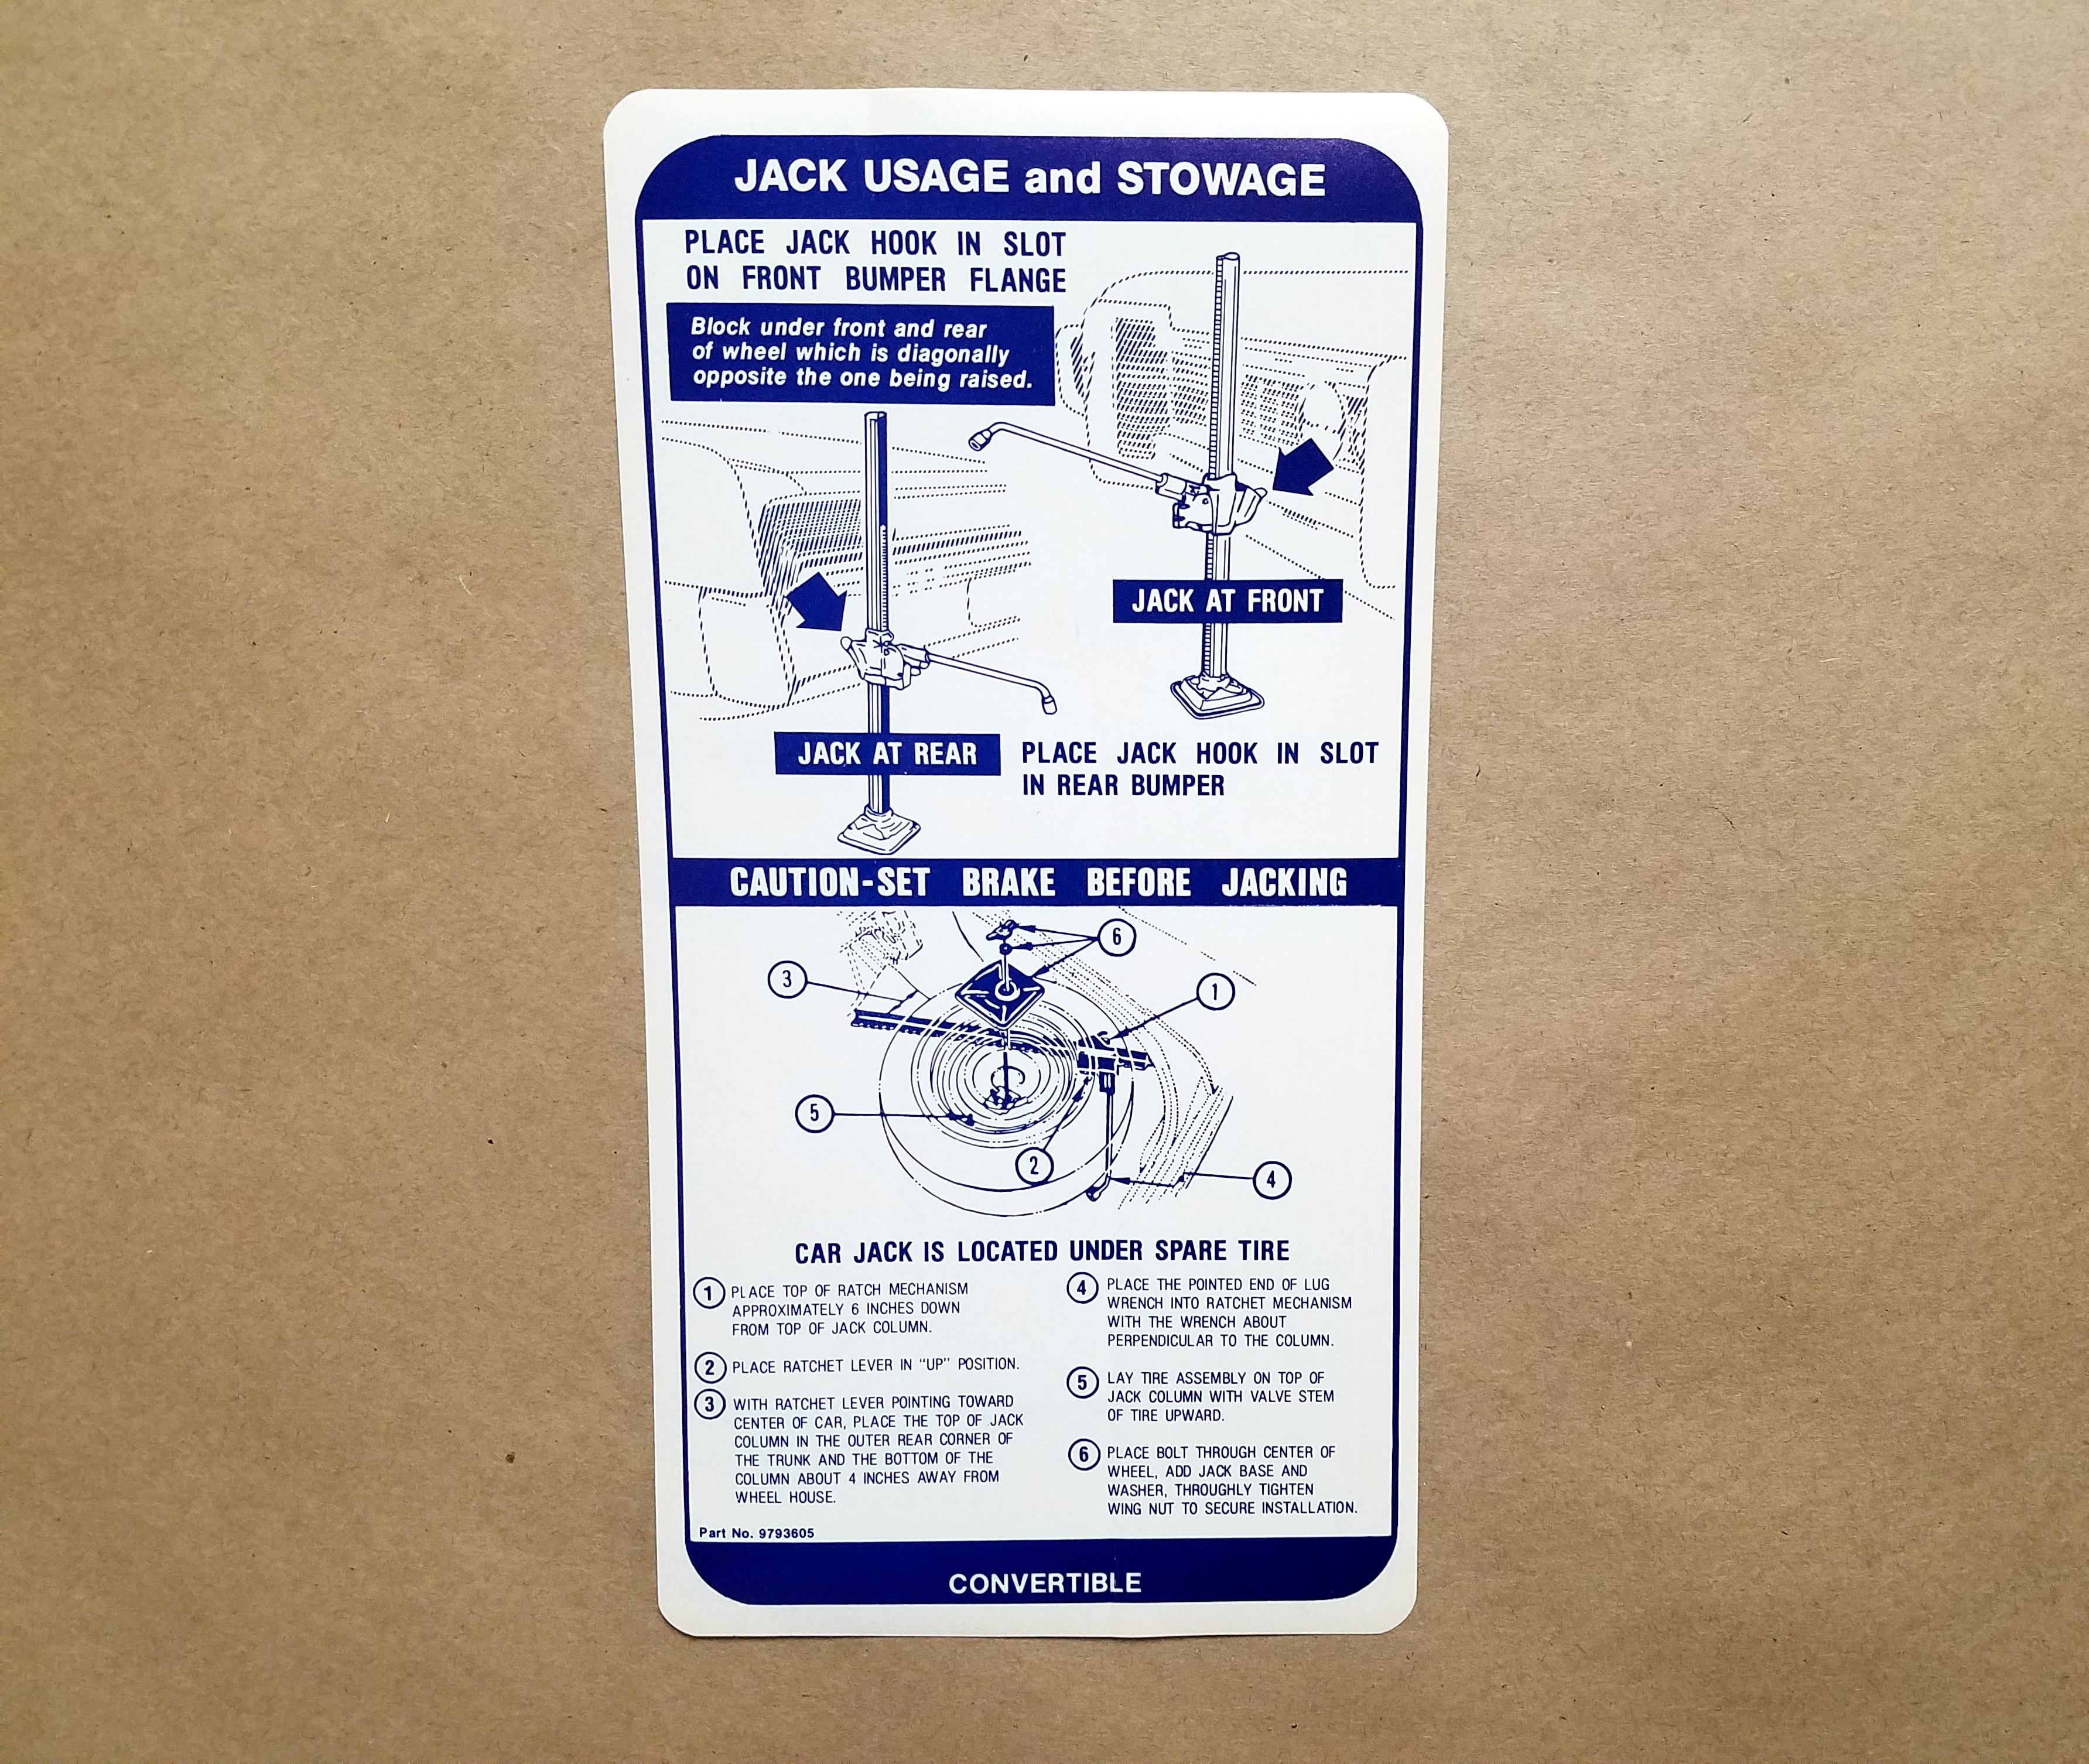 JACK USAGE and STOWAGE
PLACE JACK HOOK IN SLOT
ON FRONT BUMPER FLANGE
Block under front and rear
of wheel which is diagonally
opposite the one being raised.
JACK AT FRONT
JACK AT REAR
PLACE JACK HOOK IN SLOT
IN REAR BUMPER
CAUTION-SET BRAKE BEFORE JACKING
6
3
1
5
2
4
CAR JACK IS LOCATED UNDER SPARE TIRE
1 PLACE TOP OF RATCH MECHANISM
APPROXIMATELY 6 INCHES DOWN
FROM TOP OF JACK COLUMN.
2 PLACE RATCHET LEVER IN "UP" POSITION.
3 WITH RATCHET LEVER POINTING TOWARD
CENTER OF CAR, PLACE THE TOP OF JACK
COLUMN IN THE OUTER REAR CORNER OF
THE TRUNK AND THE BOTTOM OF THE
COLUMN ABOUT 4 INCHES AWAY FROM
WHEEL HOUSE.
4 PLACE THE POINTED END OF LUG
WRENCH INTO RATCHET MECHANISM
WITH THE WRENCH ABOUT
PERPENDICULAR TO THE COLUMN.
5 LAY TIRE ASSEMBLY ON TOP OF
JACK COLUMN WITH VALVE STEM
OF TIRE UPWARD.
6 PLACE BOLT THROUGH CENTER OF
WHEEL, ADD JACK BASE AND
WASHER, THROUGHLY TIGHTEN
WING NUT TO SECURE INSTALLATION.
Part No. 9793605
CONVERTIBLE